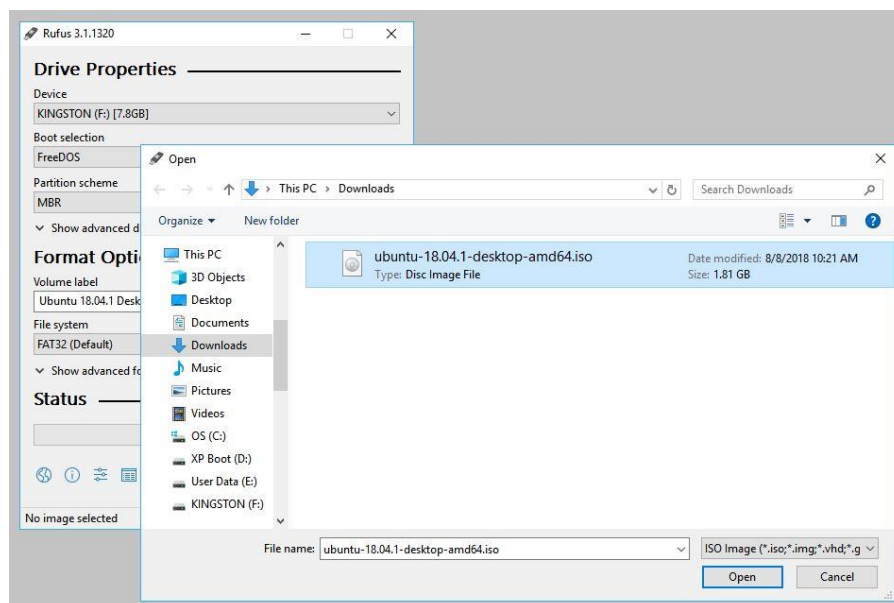 Rufus 3.1.1320
Drive Properties
Device
KINGSTON (F:) [7.8GB]
Boot selection
FreeDOS
Partition scheme
MBR
Show advanced d
Format Opti
Volume label
Ubuntu 18.04.1 Desk
File system
FAT32 (Default)
Show advanced fo
Status
No image selected
Open
This PC › Downloads
Search Downloads
Organize
New folder
This PC
3D Objects
Desktop
Documents
Downloads
Music
Pictures
Videos
OS (C:)
XP Boot (D:)
User Data (E:)
KINGSTON (F:)
ubuntu-18.04.1-desktop-amd64.iso
Type: Disc Image File
Date modified: 8/8/2018 10:21 AM
Size: 1.81 GB
File name: ubuntu-18.04.1-desktop-amd64.iso
ISO Image (*.iso;*.img;*.vhd;*.g
Open
Cancel